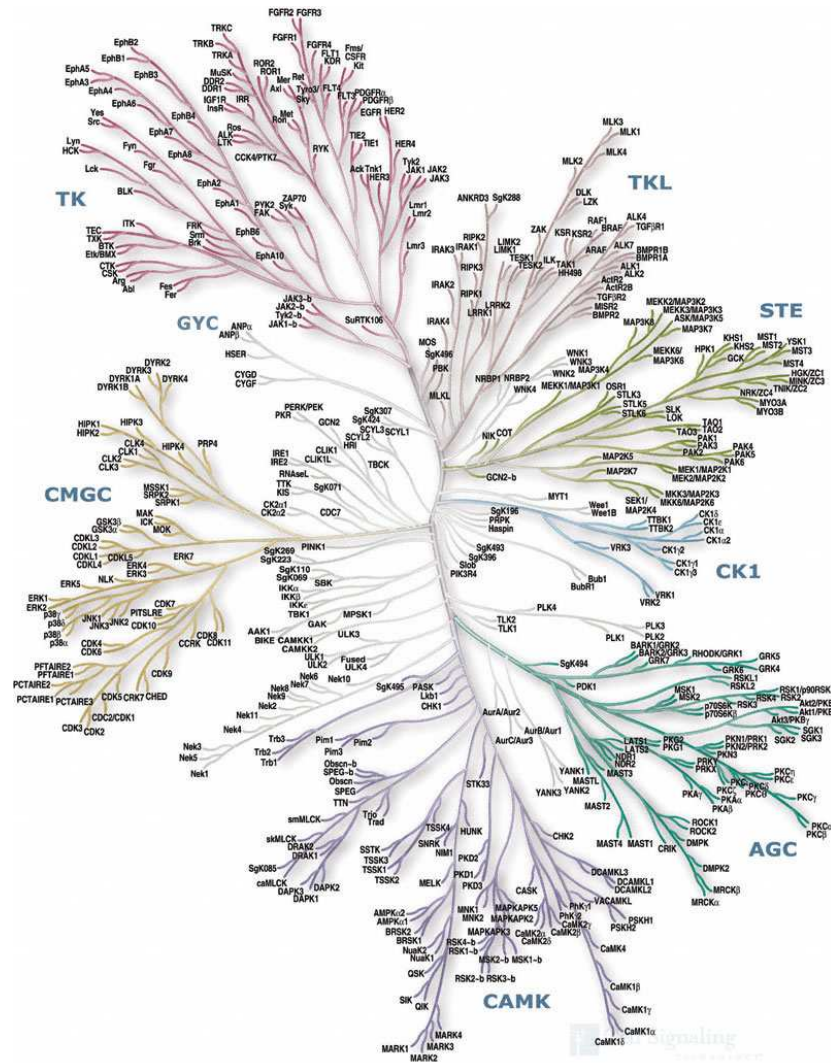 FGFR2 FGFR3
EphB2
TRKC
FGFR1
FGFR4
EphB1
TRKB
FLT1
Fms/
CSFR
EphA5
EphB3
TRKA
ROR2
KDR
Kit
EphA3
MuSK
ROR1
Mer
Ret
MLK3
EphA4
DDR2
Axl
Tyro3/
Sky
FLT4
FLT3
PDGFRα
PDGFRβ
MLK1
EphA6
DDR1
IGF1R
IRR
InsR
EGFR
HER2
Yes
EphB4
Met
MLK2
MLK4
Src
EphA7
Ros
Ron
TIE2
TIE1
TKL
Lyn
Fyn
ALK
LTK
RYK
HER4
HCK
EphA8
CCK4/PTK7
Ack
Tnk1
HER3
Tyk2
JAK1
JAK2
JAK3
ANKRD3
SgK288
DLK
LZK
Lck
Fgr
TK
BLK
EphA2
PYK2
FAK
ZAP70
Syk
Lmr1
Lmr2
ZAK
KSR1
KSR2
RAF1
BRAF
ALK4
TGFβR1
EphA1
ITK
FRK
Srm
Brk
EphB6
Lmr3
IRAK3
IRAK1
RIPK2
LIMK2
LIMK1
TESK1
TESK2
ILK
TAK1
HH498
ARAF
ALK7
BMPR1B
BMPR1A
TEC
TXK
BTK
Etk/BMX
EphA10
RIPK3
ALK1
ALK2
CTK
CSK
Arg
Abl
Fes
Fer
IRAK2
RIPK1
LRRK2
LRRK1
ActR2
ActR2B
TGFβR2
MISR2
BMPR2
MEKK2/MAP3K2
MEKK3/MAP3K3
ASK/MAP3K5
MAP3K8
MAP3K7
STE
JAK3~b
JAK2~b
Tyk2~b
JAK1~b
SuRTK106
IRAK4
GYC
ANPα
ANPβ
HSER
CYGD
CYGF
MOS
SgK496
PBK
MLKL
NRBP1
NRBP2
WNK1
WNK3
WNK2
WNK4
MAP3K4
MEKK6/
MAP3K6
MEKK1/MAP3K1
HPK1
KHS1
KHS2
GCK
MST1
MST2
YSK1
MST3
MST4
HGK/ZC1
MINK/ZC3
TNIK/ZC2
NRK/ZC4
MYO3A
MYO3B
OSR1
STLK3
STLK5
STLK6
SLK
LOK
TAO1
TAO2
TAO3
NIK
COT
PAK1
PAK3
PAK2
PAK4
PAK5
PAK6
GCN2~b
MAP2K5
MAP2K7
MEK1/MAP2K1
MEK2/MAP2K2
MKK3/MAP2K3
MKK6/MAP2K6
SEK1/
MAP2K4
DYRK2
DYRK3
DYRK1A
DYRK1B
DYRK4
HIPK1
HIPK2
HIPK3
HIPK4
CLK4
CLK1
CLK2
CLK3
PRP4
PERK/PEK
PKR
GCN2
SgK307
SgK424
SCYL3
SCYL2
SCYL1
HRI
CLIK1
CLIK1L
TBCK
IRE1
IRE2
RNAseL
TTK
KIS
SgK071
CK2α1
CK2α2
CDC7
CMGC
MSSK1
SRPK2
SRPK1
MAK
ICK
MOK
GSK3β
GSK3α
CDKL3
CDKL2
CDKL1
CDKL4
CDKL5
ERK7
ERK4
ERK3
NLK
ERK5
ERK1
ERK2
p38γ
p38δ
p38β
p38α
JNK1
JNK3
JNK2
CDK7
PITSLRE
CDK10
CDK4
CDK6
CCRK
CDK8
CDK11
CDK9
PFTAIRE2
PFTAIRE1
PCTAIRE2
PCTAIRE1
PCTAIRE3
CDK5
CRK7
CHED
CDC2/CDK1
CDK3
CDK2
PINK1
SgK269
SgK223
SgK110
SgK069
SBK
IKKα
IKKβ
IKKε
TBK1
MPSK1
GAK
AAK1
BIKE
CAMKK1
CAMKK2
ULK3
ULK1
ULK2
Fused
ULK4
Nek6
Nek7
Nek10
Nek8
Nek9
Nek2
Nek11
Nek4
Nek3
Nek5
Nek1
MYT1
Wee1
Wee1B
SgK196
PRPK
Haspin
SgK493
SgK396
Slob
PIK3R4
Bub1
BubR1
TTBK1
TTBK2
CK1δ
CK1ε
CK1α
CK1α2
VRK3
CK1γ2
CK1γ1
CK1γ3
VRK1
VRK2
CK1
PLK4
PLK3
PLK1
PLK2
TLK2
TLK1
SgK494
PDK1
BARK1/GRK2
BARK2/GRK3
RHODK/GRK1
GRK5
GRK7
GRK6
GRK4
RSKL1
RSKL2
MSK1
MSK2
RSK1/p90RSK
RSK4
RSK2
RSK3
p70S6K
p70S6Kβ
Akt2/PKB
Akt1/PKB
Akt3/PKBγ
SGK1
SGK2
SGK3
LATS1
LATS2
NDR1
NDR2
PKG2
PKG1
PKN1/PRK1
PKN2/PRK2
PKN3
PRKY
PRKX
PKCη
PKCε
PKCδ
PKCθ
PKCγ
PKCα
PKCβ
PKAγ
PKAα
PKAβ
AurA/Aur2
AurB/Aur1
AurC/Aur3
YANK1
YANK2
YANK3
MASTL
MAST3
MAST2
MAST4
MAST1
ROCK1
ROCK2
DMPK
CRIK
DMPK2
MRCKβ
MRCKα
AGC
SgK495
PASK
Lkb1
CHK1
Trb3
Trb2
Trb1
Pim1
Pim2
Pim3
Obscn~b
SPEG~b
Obscn
SPEG
TTN
smMLCK
Trio
Trad
skMLCK
DRAK2
DRAK1
SgK085
caMLCK
DAPK3
DAPK2
DAPK1
STK33
TSSK4
SSTK
TSSK3
TSSK1
TSSK2
SNRK
NIM1
HUNK
CHK2
PKD2
PKD1
PKD3
MELK
AMPKα2
AMPKα1
BRSK2
BRSK1
NuaK2
NuaK1
QSK
SIK
QIK
MARK4
MARK1
MARK3
MARK2
MNK1
MNK2
CASK
MAPKAPK5
MAPKAPK2
MAPKAPK3
RSK4~b
RSK1~b
MSK2~b
MSK1~b
RSK2~b
RSK3~b
DCAMKL3
DCAMKL1
DCAMKL2
VACAMKL
PhKγ1
PhKγ2
PSKH1
PSKH2
CaMK2γ
CaMK2α
CaMK2β
CaMK2δ
CaMK4
CaMK1β
CaMK1γ
CaMK1α
CaMK1δ
CAMK
Signaling